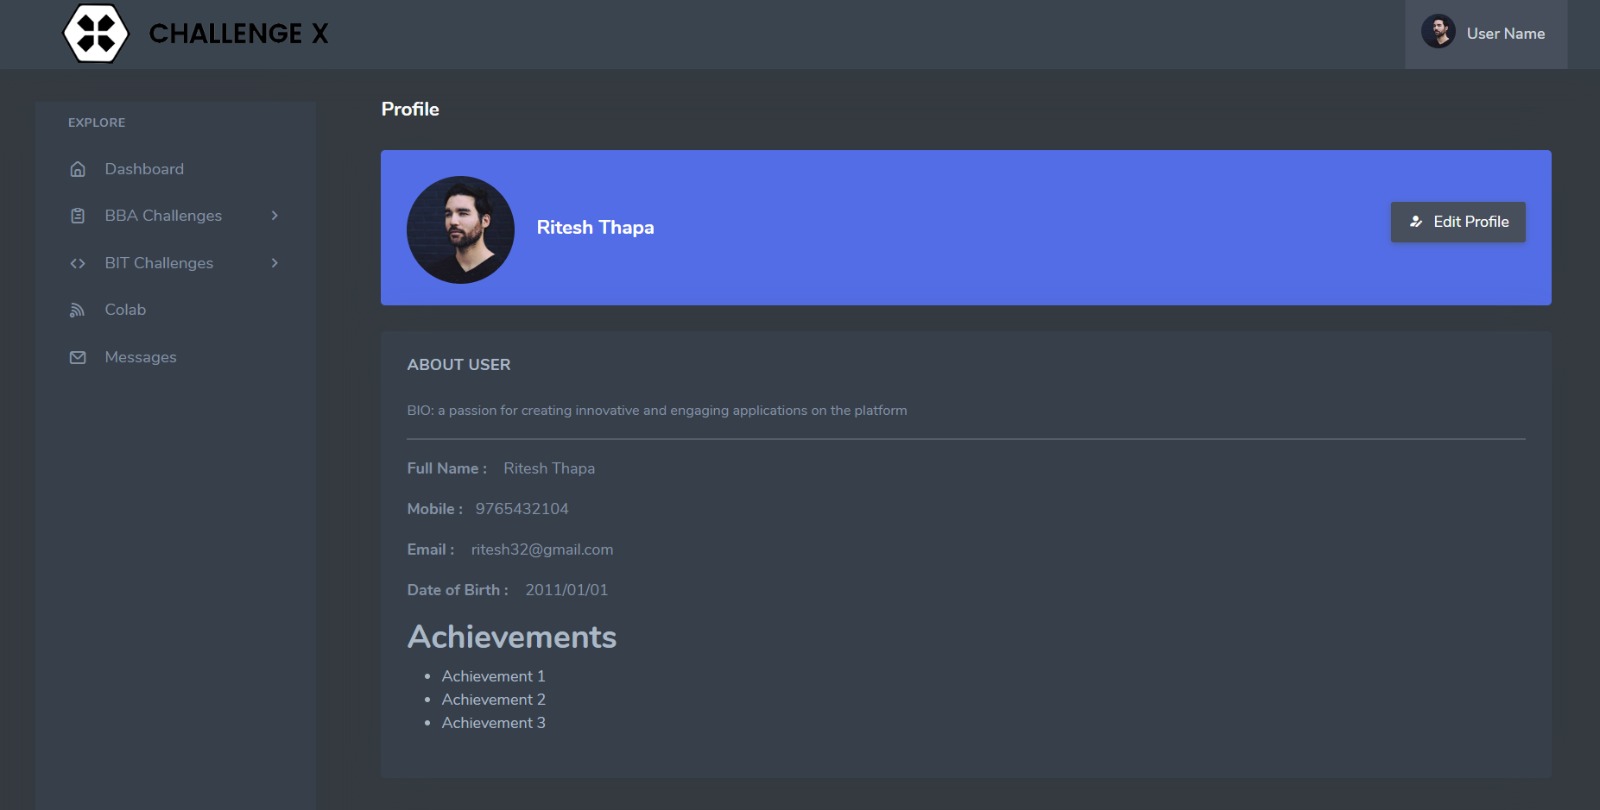 CHALLENGE X
User Name
EXPLORE
Dashboard
BBA Challenges
BIT Challenges
Colab
Messages
Profile
Ritesh Thapa
Edit Profile
ABOUT USER
BIO: a passion for creating innovative and engaging applications on the platform
Full Name : Ritesh Thapa
Mobile : 9765432104
Email : ritesh32@gmail.com
Date of Birth : 2011/01/01
Achievements
• Achievement 1
• Achievement 2
• Achievement 3